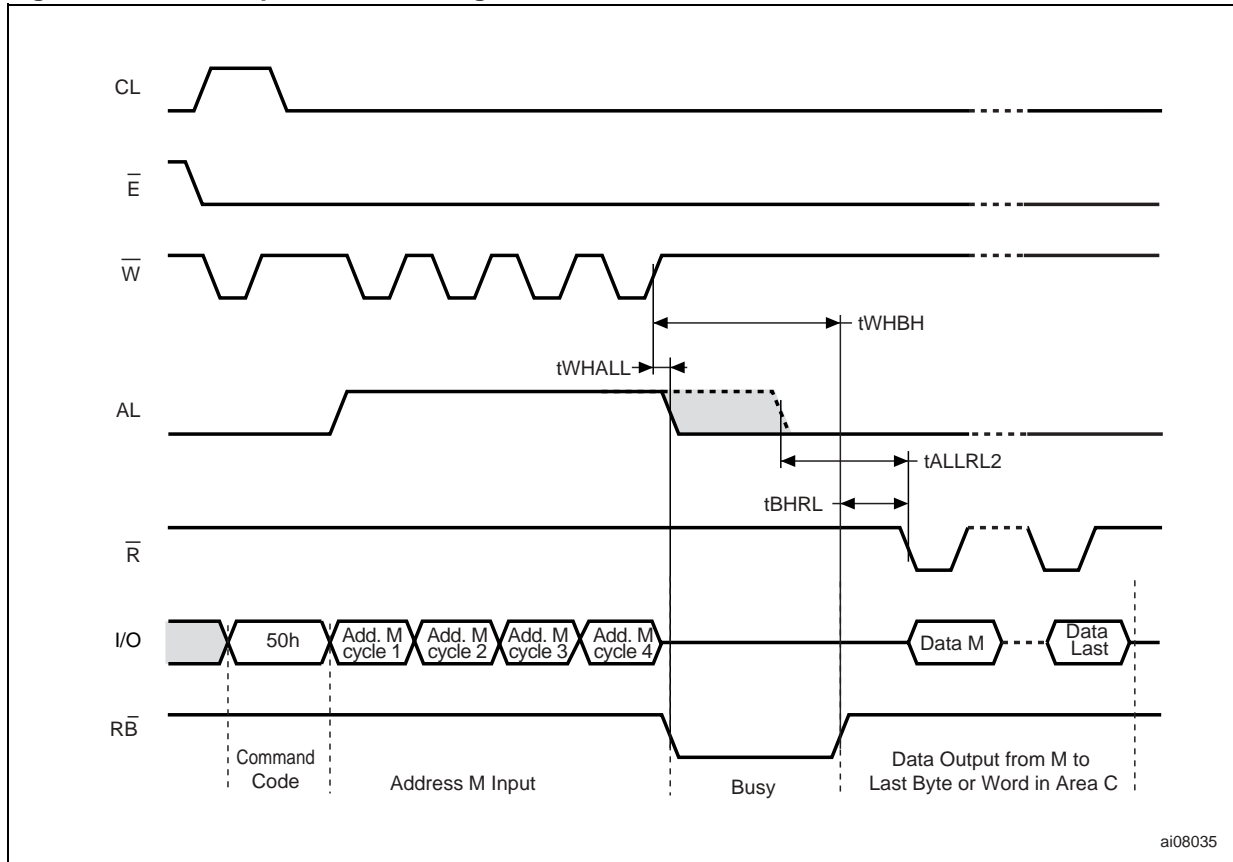 CL
E
W
tWHBH
tWHALL
AL
tALLRL2
tBHRL
R
I/O
50h
Add. M
cycle 1
Add. M
cycle 2
Add. M
cycle 3
Add. M
cycle 4
Data M
Data
Last
RB
Command
Code
Address M Input
Busy
Data Output from M to
Last Byte or Word in Area C
ai08035